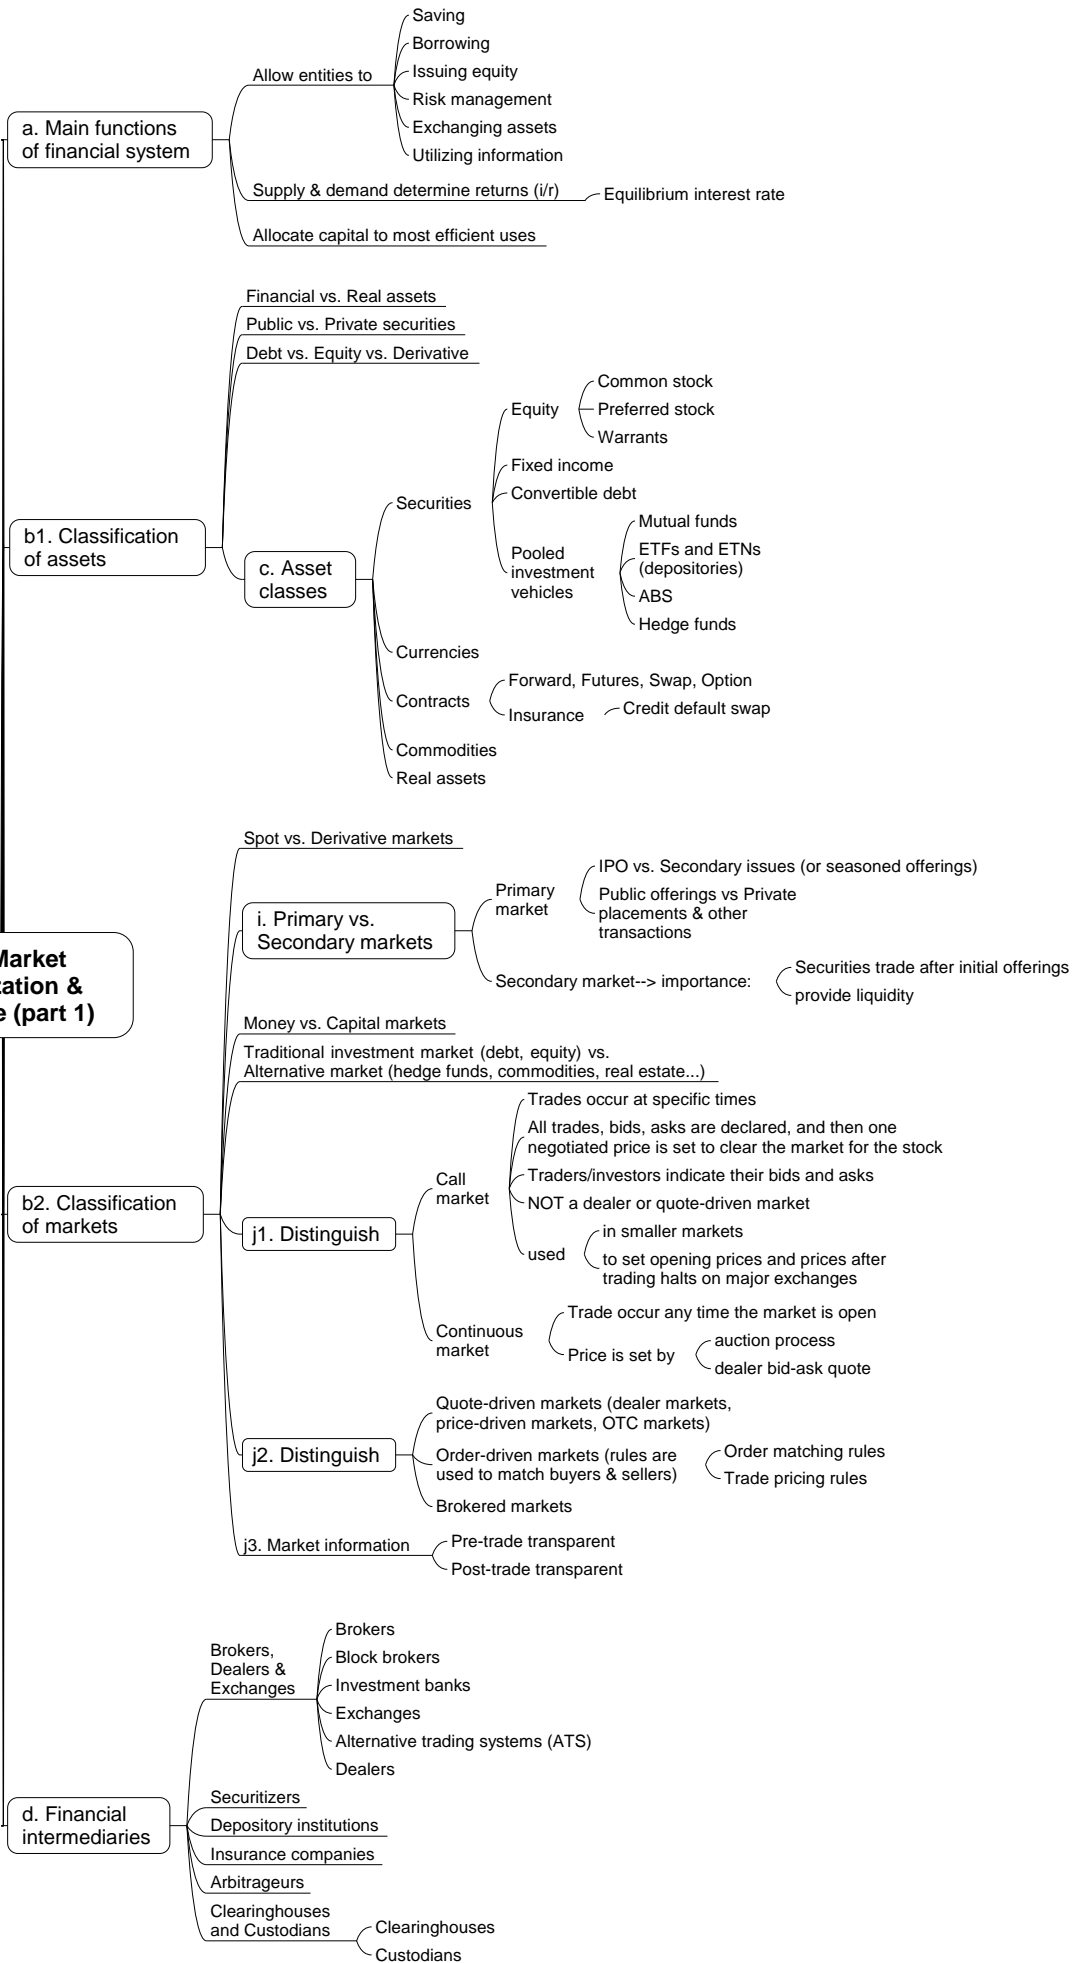 Saving
Borrowing
Issuing equity
Risk management
Exchanging assets
Utilizing information
Allow entities to
a. Main functions
of financial system
Supply & demand determine returns (i/r)
Equilibrium interest rate
Allocate capital to most efficient uses
Financial vs. Real assets
Public vs. Private securities
Debt vs. Equity vs. Derivative
Common stock
Equity
Preferred stock
Warrants
Fixed income
Convertible debt
Securities
Mutual funds
ETFs and ETNs
(depositories)
Pooled
investment
vehicles
ABS
Hedge funds
b1. Classification
of assets
c. Asset
classes
Currencies
Forward, Futures, Swap, Option
Contracts
Insurance
Credit default swap
Commodities
Real assets
Spot vs. Derivative markets
IPO vs. Secondary issues (or seasoned offerings)
Primary
market
Public offerings vs Private
placements & other
transactions
i. Primary vs.
Secondary markets
Secondary market--> importance:
Securities trade after initial offerings
provide liquidity
Market
zation &
e (part 1)
Money vs. Capital markets
Traditional investment market (debt, equity) vs.
Alternative market (hedge funds, commodities, real estate...)
Trades occur at specific times
All trades, bids, asks are declared, and then one
negotiated price is set to clear the market for the stock
Call
market
Traders/investors indicate their bids and asks
NOT a dealer or quote-driven market
used
in smaller markets
to set opening prices and prices after
trading halts on major exchanges
b2. Classification
of markets
j1. Distinguish
Continuous
market
Trade occur any time the market is open
Price is set by
auction process
dealer bid-ask quote
Quote-driven markets (dealer markets,
price-driven markets, OTC markets)
j2. Distinguish
Order-driven markets (rules are
used to match buyers & sellers)
Order matching rules
Trade pricing rules
Brokered markets
j3. Market information
Pre-trade transparent
Post-trade transparent
Brokers,
Dealers &
Exchanges
Brokers
Block brokers
Investment banks
Exchanges
Alternative trading systems (ATS)
Dealers
d. Financial
intermediaries
Securitizers
Depository institutions
Insurance companies
Arbitrageurs
Clearinghouses
and Custodians
Clearinghouses
Custodians